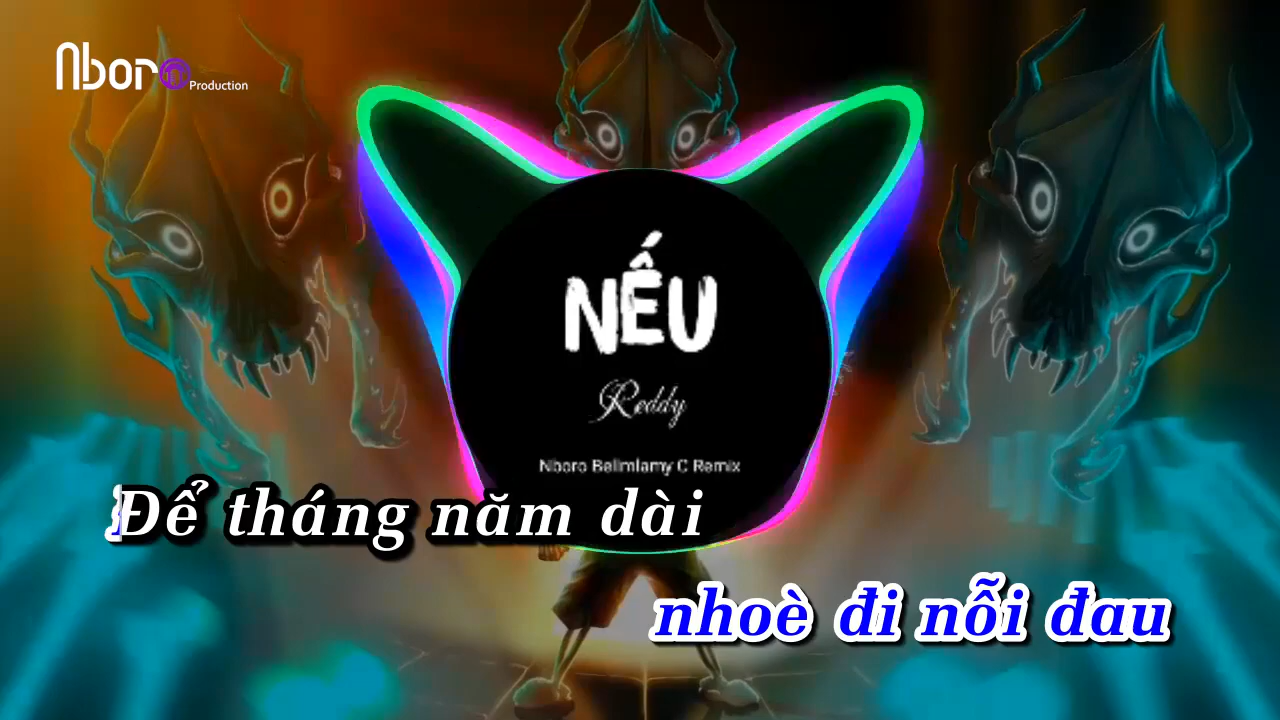 Nboro
Production
NẾU
Reddy
Nboro Bellmlamy C Remix
Để tháng năm dài
nhoè đi nỗi đau